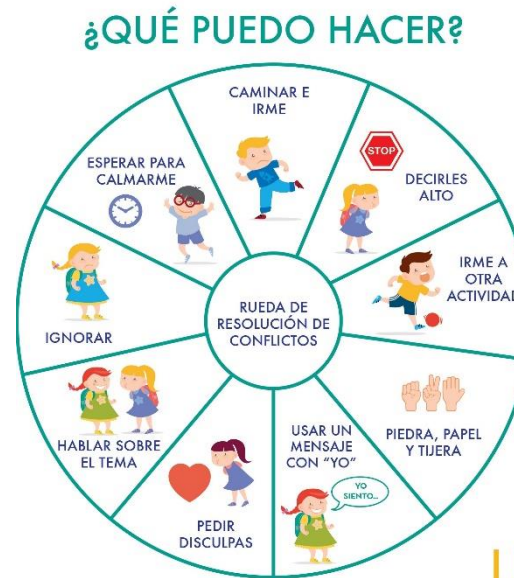 ¿QUÉ PUEDO HACER?
CAMINAR E
IRME
STOP
DECIRLES
ALTO
IRME A
OTRA
ACTIVIDAD
PIEDRA, PAPEL
Y TIJERA
USAR UN
MENSAJE
CON “YO”
YO
SIENTO...
PEDIR
DISCULPAS
HABLAR SOBRE
EL TEMA
IGNORAR
ESPERAR PARA
CALMARME
RUEDA DE
RESOLUCIÓN DE
CONFLICTOS